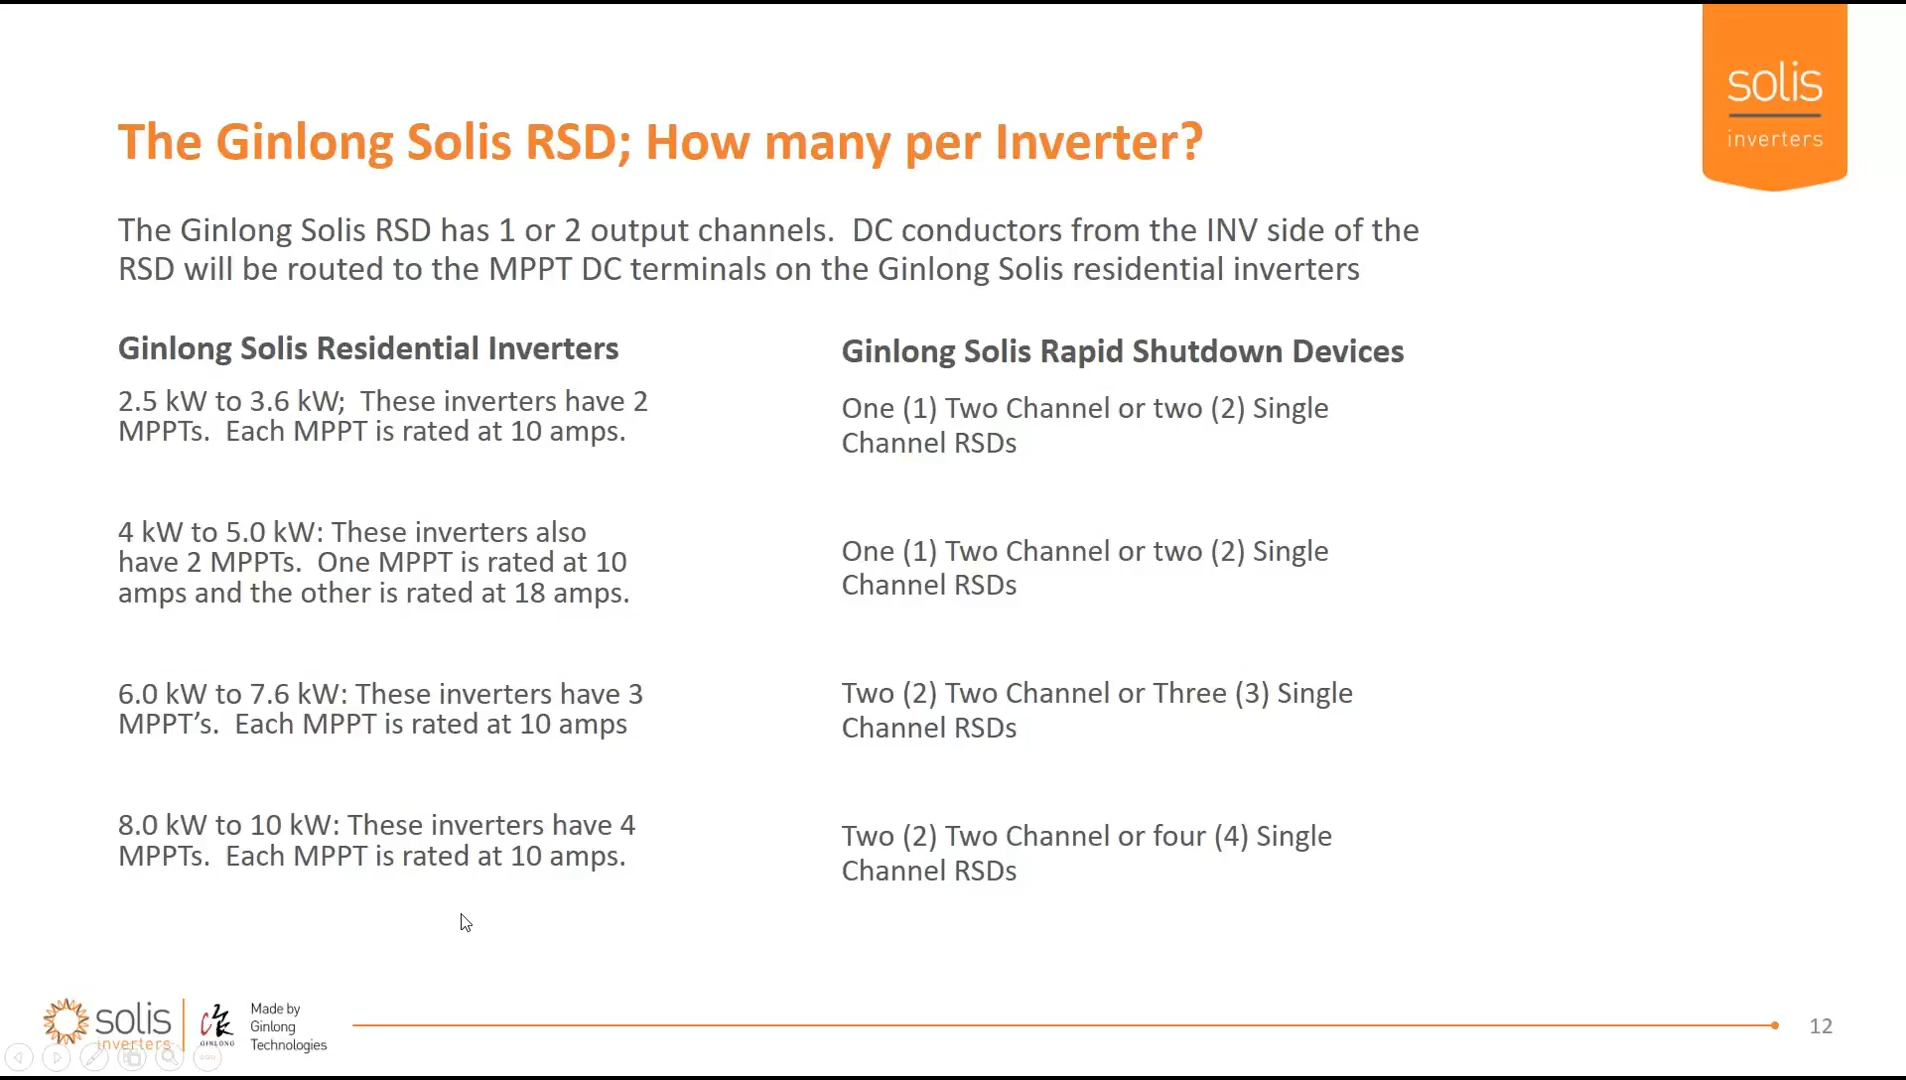 solis
inverters
The Ginlong Solis RSD; How many per Inverter?
The Ginlong Solis RSD has 1 or 2 output channels.  DC conductors from the INV side of the
RSD will be routed to the MPPT DC terminals on the Ginlong Solis residential inverters
Ginlong Solis Residential Inverters
2.5 kW to 3.6 kW;  These inverters have 2
MPPTs.  Each MPPT is rated at 10 amps.
4 kW to 5.0 kW: These inverters also
have 2 MPPTs.  One MPPT is rated at 10
amps and the other is rated at 18 amps.
6.0 kW to 7.6 kW: These inverters have 3
MPPT’s.  Each MPPT is rated at 10 amps
8.0 kW to 10 kW: These inverters have 4
MPPTs.  Each MPPT is rated at 10 amps.
Ginlong Solis Rapid Shutdown Devices
One (1) Two Channel or two (2) Single
Channel RSDs
One (1) Two Channel or two (2) Single
Channel RSDs
Two (2) Two Channel or Three (3) Single
Channel RSDs
Two (2) Two Channel or four (4) Single
Channel RSDs
solis
inverters
GINLONG
Made by
Ginlong
Technologies
12